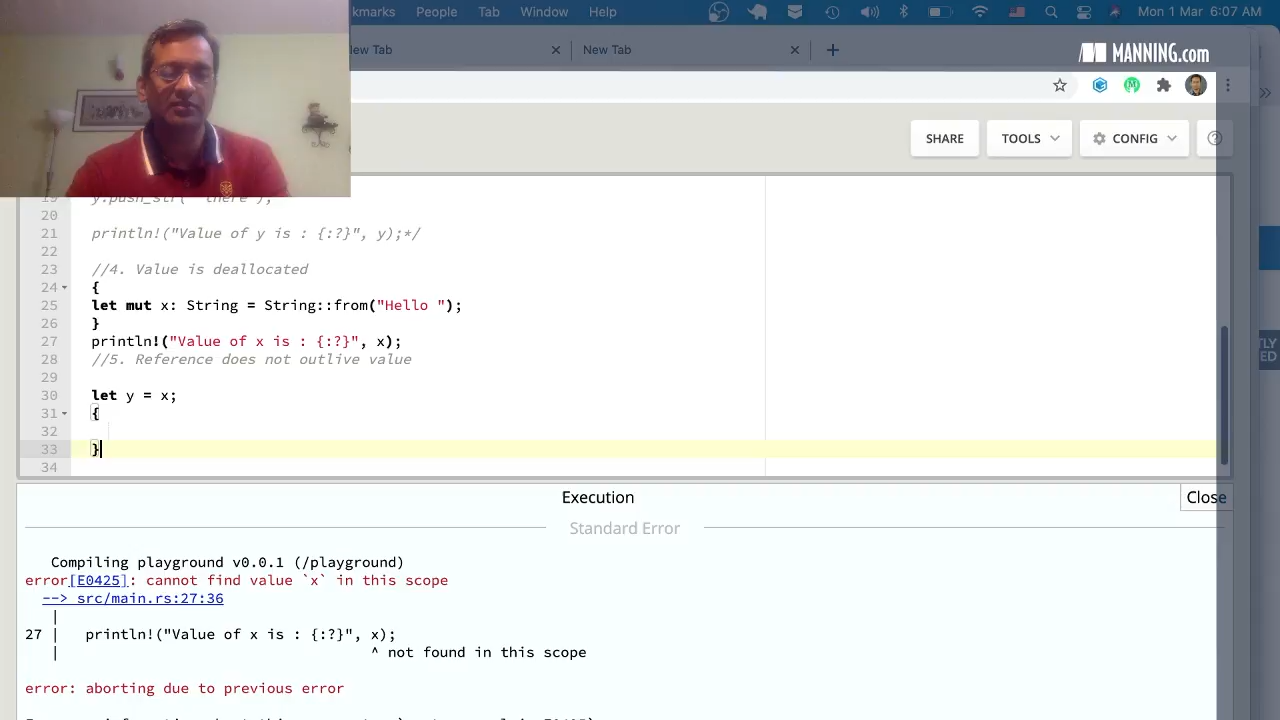 kmarks People Tab Window Help Mon 1 Mar 6:07 AM
New Tab New Tab
MANNING.com
SHARE TOOLS CONFIG
19 y.push_str(" there");
20
21 println!("Value of y is : {:?}", y);*/
22
23 //4. Value is deallocated
24 {
25 let mut x: String = String::from("Hello ");
26 }
27 println!("Value of x is : {:?}", x);
28 //5. Reference does not outlive value
29
30 let y = x;
31 {
32
33 }
34
TLY
ED
Execution Close
Standard Error
Compiling playground v0.0.1 (/playground)
error[E0425]: cannot find value `x` in this scope
--> src/main.rs:27:36
|
27 | println!("Value of x is : {:?}", x);
| ^ not found in this scope
error: aborting due to previous error